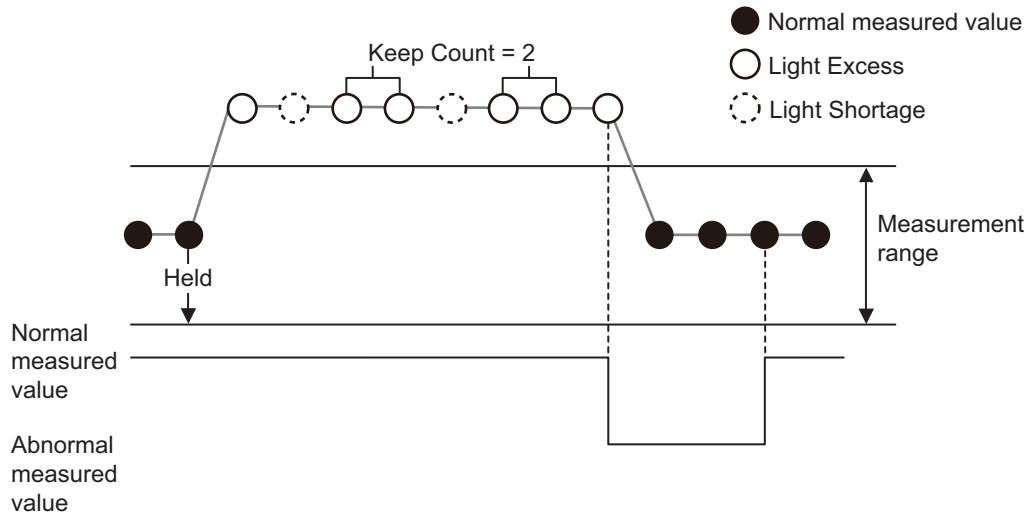 Normal measured value
Keep Count = 2
Light Excess
Light Shortage
Measurement
range
Held
Normal
measured
value
Abnormal
measured
value